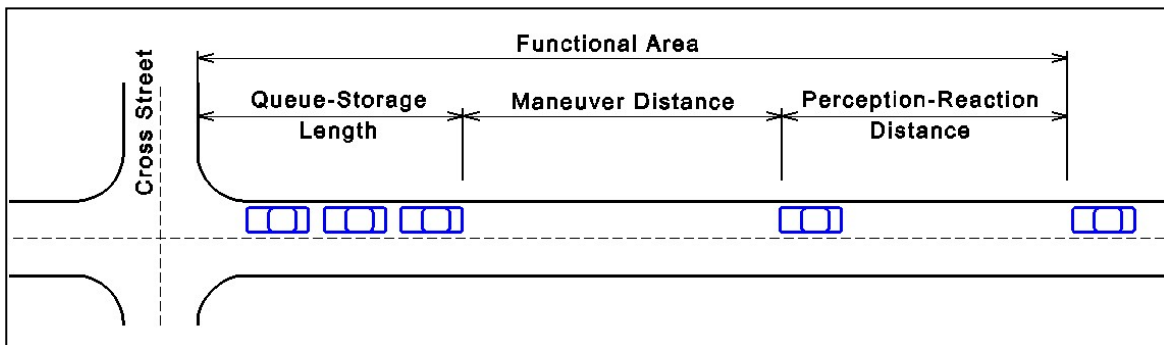 Functional Area
Cross Street
Queue-Storage
Length
Maneuver Distance
Perception-Reaction
Distance